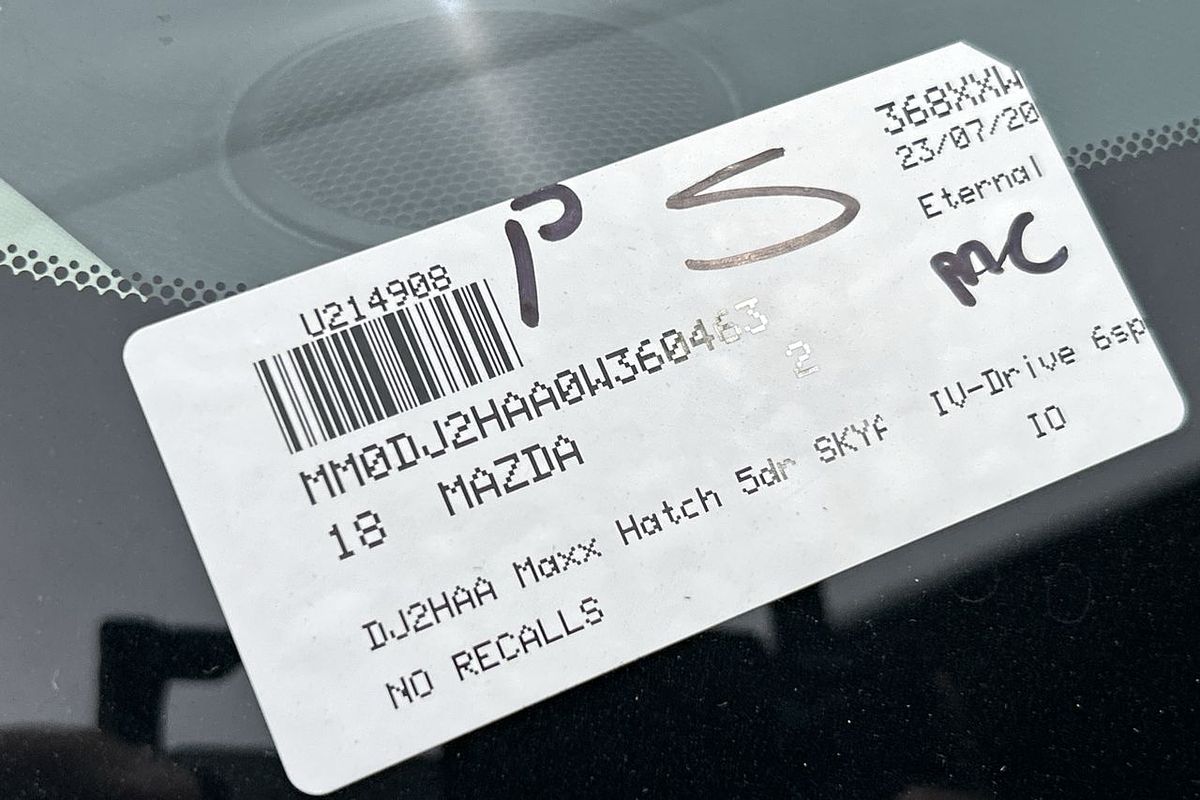 368XXW
23/07/20
Eternal
P S
MC
U214908
MM0DJ2HAA0W360463
2
18 MAZDA
DJ2HAA Maxx Hatch 5dr SKYA IV-Drive 6sp
IO
NO RECALLS